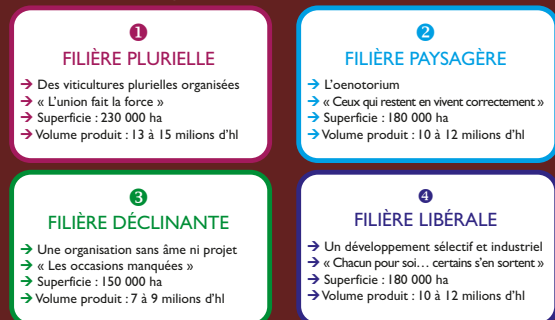 ❶
FILIÈRE PLURIELLE
→ Des viticultures plurielles organisées
→ « L'union fait la force »
→ Superficie : 230 000 ha
→ Volume produit : 13 à 15 milions d'hl
❷
FILIÈRE PAYSAGÈRE
→ L'oenotorium
→ « Ceux qui restent en vivent correctement »
→ Superficie : 180 000 ha
→ Volume produit : 10 à 12 milions d'hl
❸
FILIÈRE DÉCLINANTE
→ Une organisation sans âme ni projet
→ « Les occasions manquées »
→ Superficie : 150 000 ha
→ Volume produit : 7 à 9 milions d'hl
❹
FILIÈRE LIBÉRALE
→ Un développement sélectif et industriel
→ « Chacun pour soi… certains s'en sortent »
→ Superficie : 180 000 ha
→ Volume produit : 10 à 12 milions d'hl